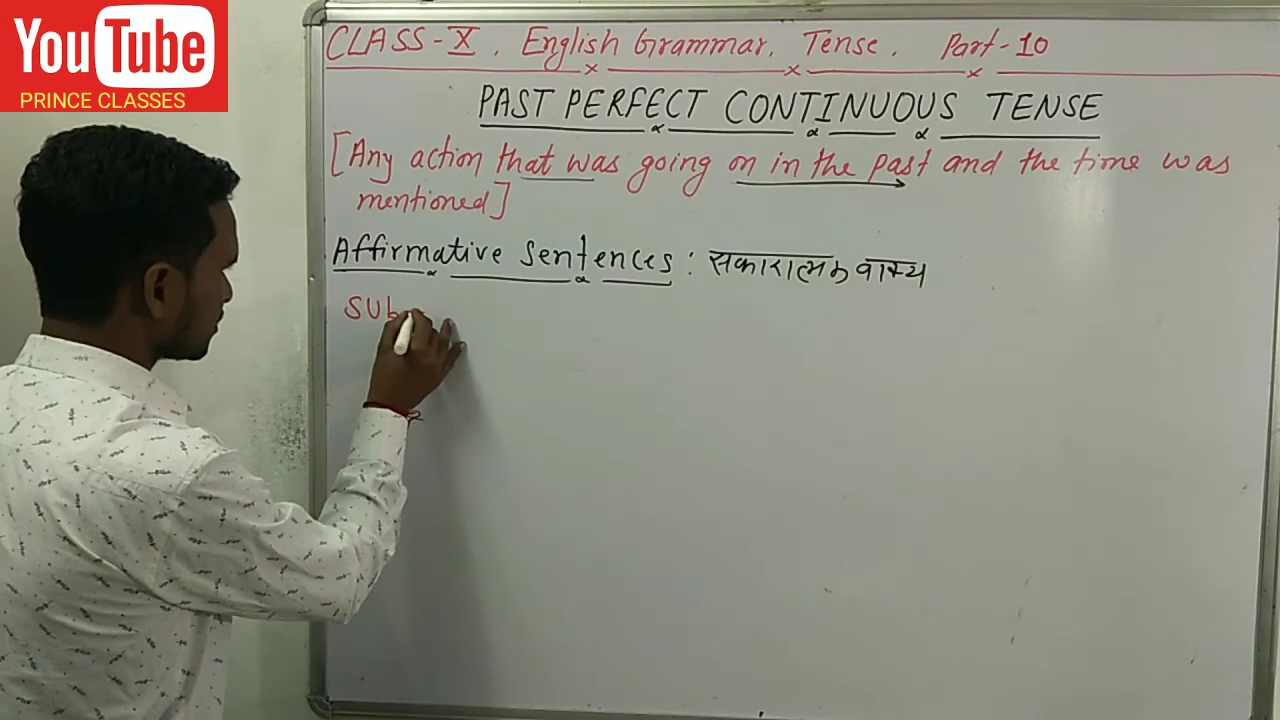 YouTube
PRINCE CLASSES
CLASS-X. English Grammar. Tense. Part-10
PAST PERFECT CONTINUOUS TENSE
[Any action that was going on in the past and the time was
mentioned]
Affirmative Sentences: सकारात्मक वाक्य
Sub